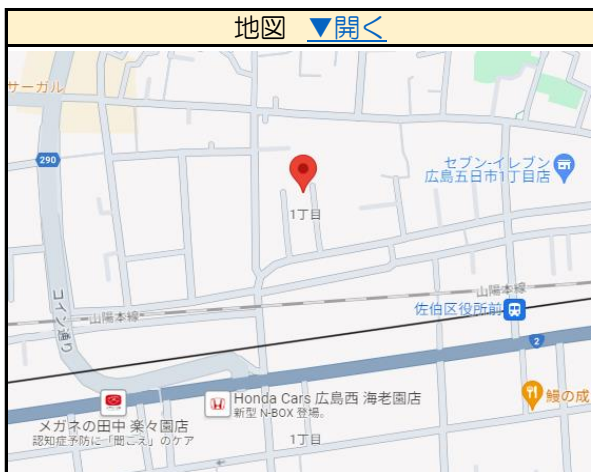 地図 ▼開く
サーガル
290
セブン-イレブン
広島五日市1丁目店
1丁目
山陽本線
佐伯区役所前
山陽本線
コイン通り
2
Honda Cars 広島西 海老園店
新型 N-BOX 登場。
鰻の成
メガネの田中 楽々園店
認知症予防に「聞こえ」のケア
1丁目